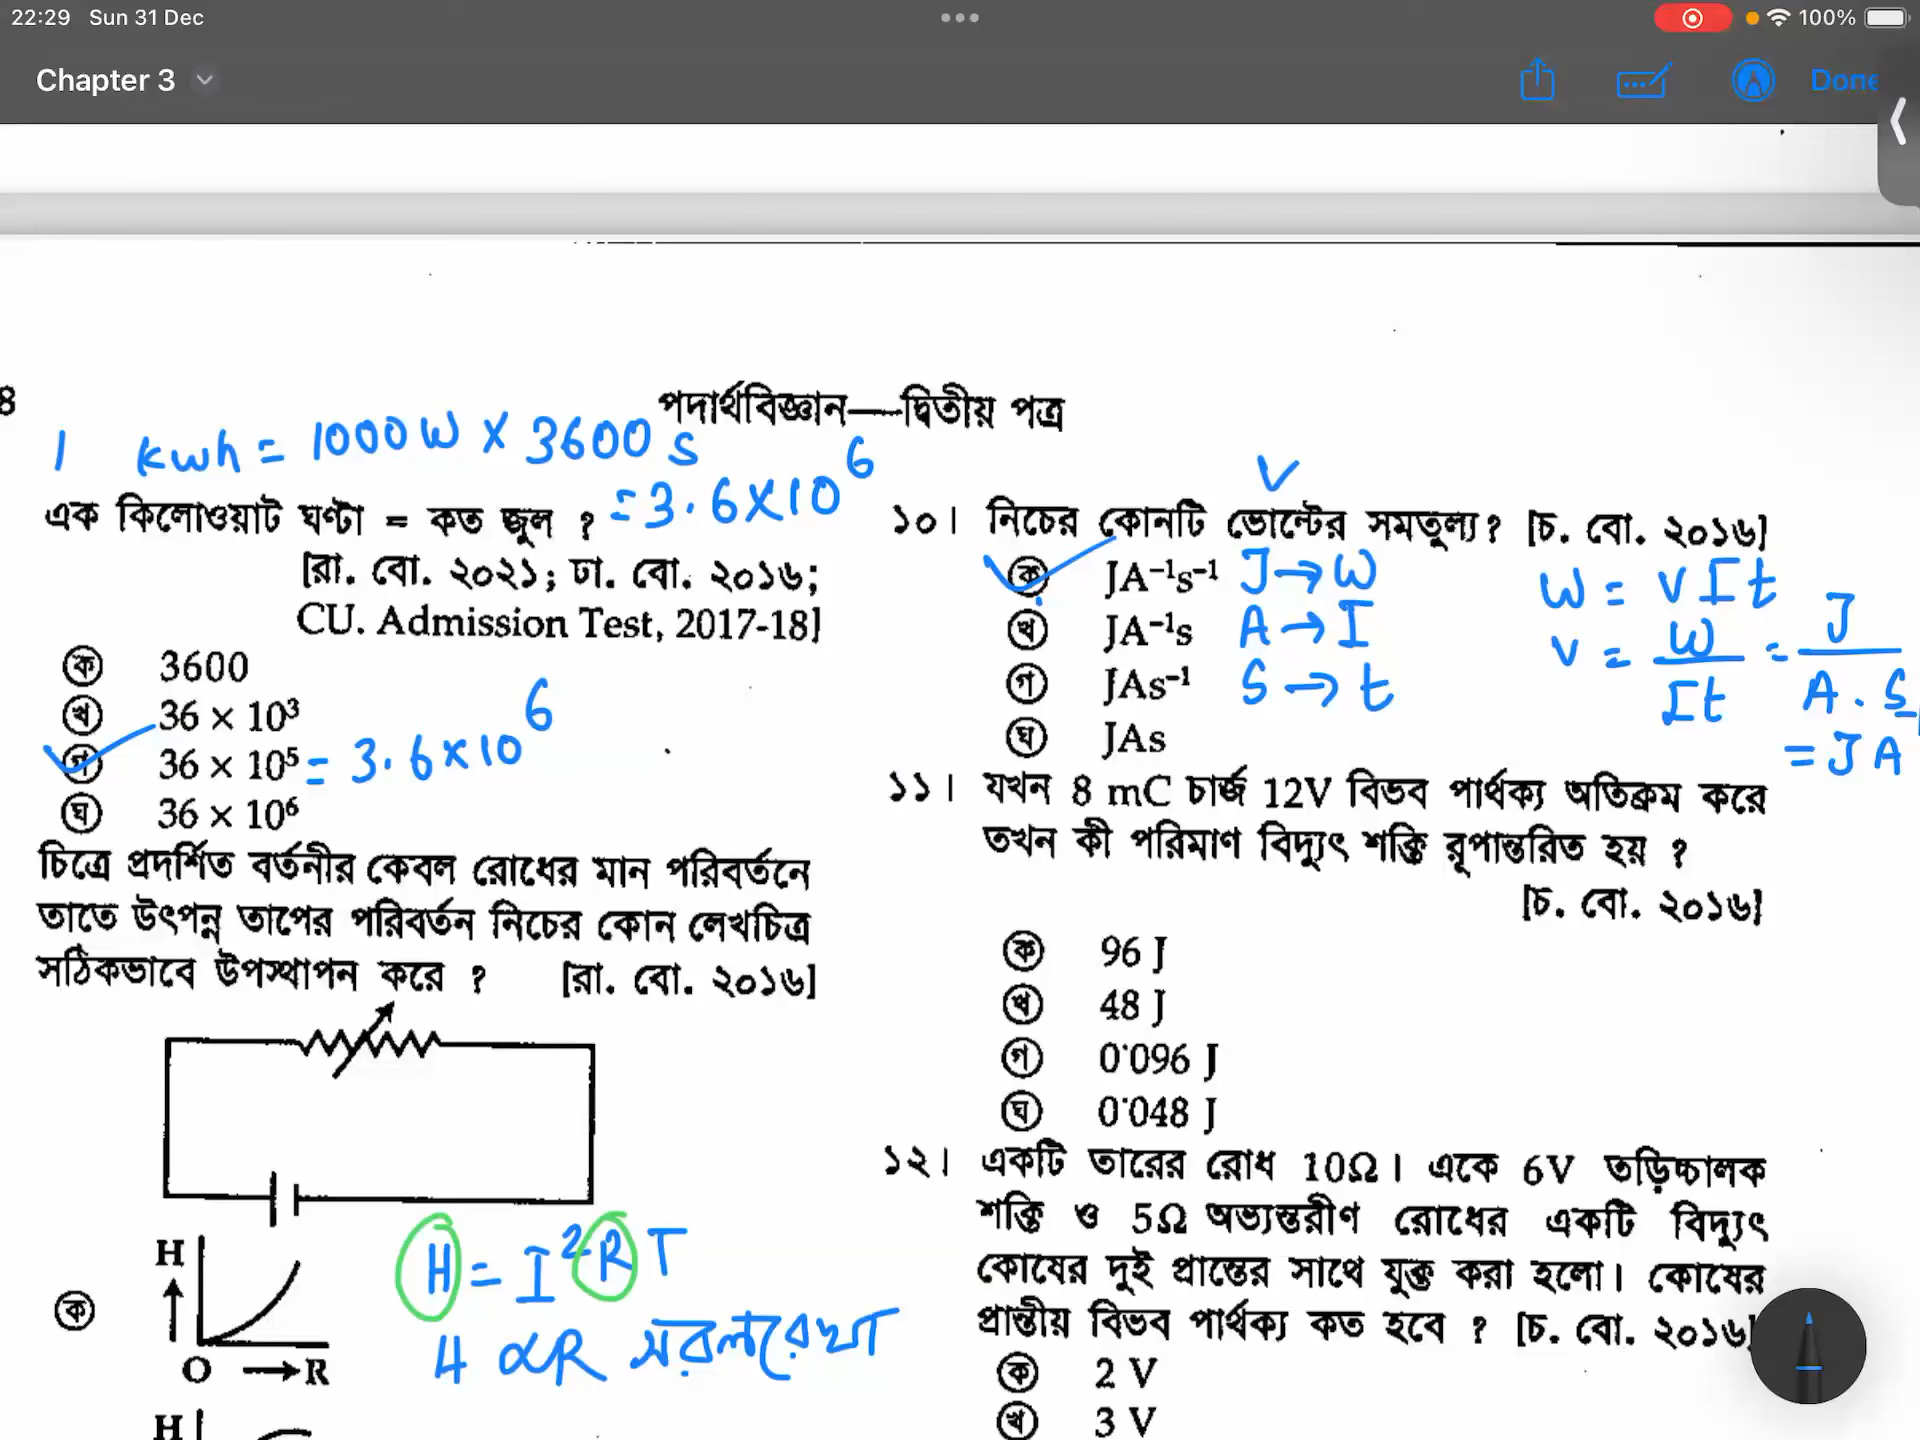 22:29 Sun 31 Dec
100%
Chapter 3
Done
8
পদার্থবিজ্ঞান—দ্বিতীয় পত্র
1 kwh = 1000 W × 3600 s
= 3.6×10⁶
এক কিলোওয়াট ঘণ্টা = কত জুল ?
[রা. বো. ২০২১; ঢা. বো. ২০১৬;
CU. Admission Test, 2017-18]
ক 3600
খ 36 × 10³
গ 36 × 10⁵ = 3.6×10⁶
ঘ 36 × 10⁶
চিত্রে প্রদর্শিত বর্তনীর কেবল রোধের মান পরিবর্তনে
তাতে উৎপন্ন তাপের পরিবর্তন নিচের কোন লেখচিত্র
সঠিকভাবে উপস্থাপন করে ? [রা. বো. ২০১৬]
H = I²RT
H ∝R সরলরেখা
ক
H
O → R
H
V
১০। নিচের কোনটি ভোল্টের সমতুল্য? [চ. বো. ২০১৬]
ক JA⁻¹s⁻¹ J → W
খ JA⁻¹s A → I
গ JAs⁻¹ S → t
ঘ JAs
W = VIt
V = W/It = J/A.S
= JA
১১। যখন 8 mC চার্জ 12V বিভব পার্থক্য অতিক্রম করে
তখন কী পরিমাণ বিদ্যুৎ শক্তি রূপান্তরিত হয় ?
[চ. বো. ২০১৬]
ক 96 J
খ 48 J
গ 0·096 J
ঘ 0·048 J
১২। একটি তারের রোধ 10Ω। একে 6V তড়িচ্চালক
শক্তি ও 5Ω অভ্যন্তরীণ রোধের একটি বিদ্যুৎ
কোষের দুই প্রান্তের সাথে যুক্ত করা হলো। কোষের
প্রান্তীয় বিভব পার্থক্য কত হবে ? [চ. বো. ২০১৬]
ক 2 V
খ 3 V